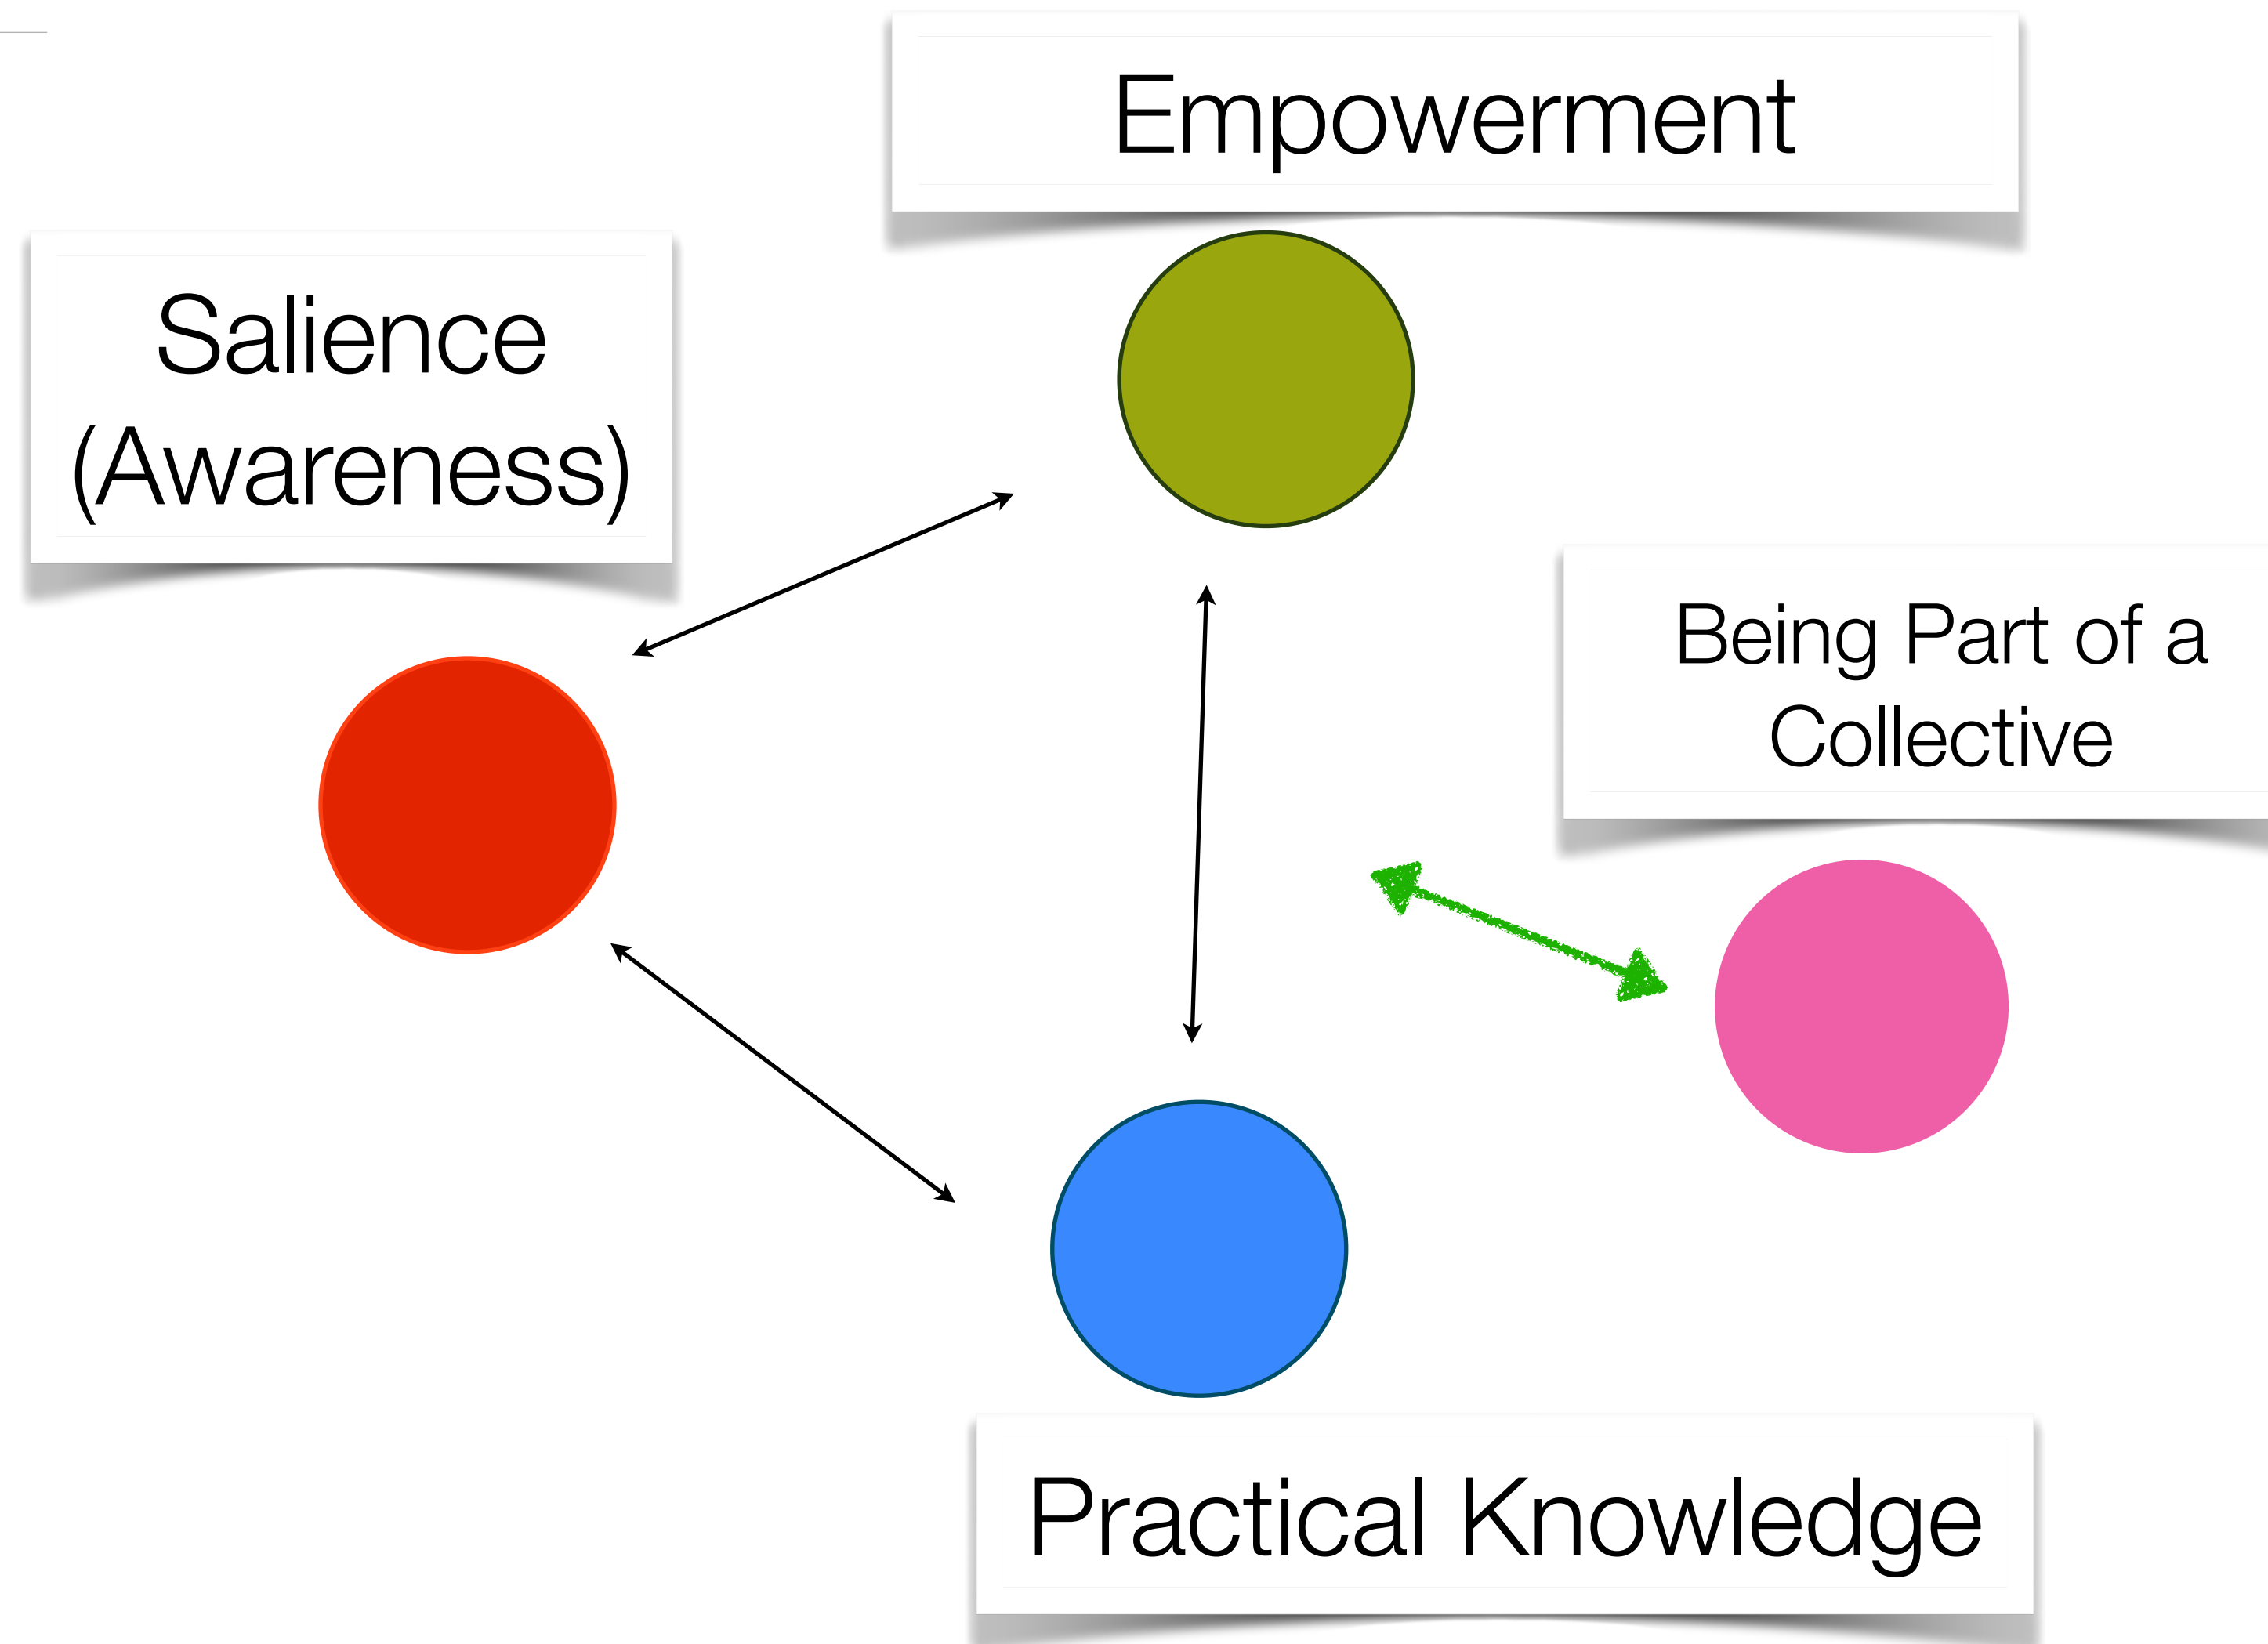 Empowerment
Salience
(Awareness)
Being Part of a
Collective
Practical Knowledge